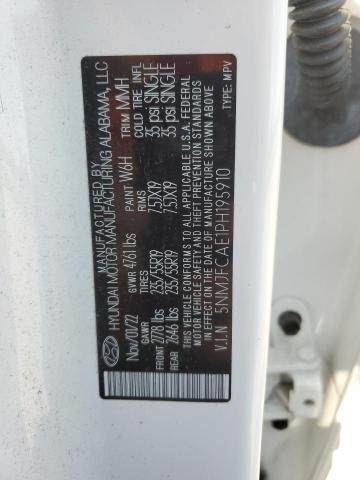 MANUFACTURED BY
HYUNDAI MOTOR MANUFACTURING ALABAMA, LLC
Nov/01/22 GVWR 4761 lbs PAINT W6H TRIM MMH
GAWR TIRES RIMS COLD TIRE INFL
FRONT 2778 lbs 235/55R19 7.5JX19 35 psi SINGLE
REAR 2646 lbs 235/55R19 7.5JX19 35 psi SINGLE
THIS VEHICLE CONFORMS TO ALL APPLICABLE U.S.A. FEDERAL
MOTOR VEHICLE SAFETY AND THEFT PREVENTION
STANDARDS IN EFFECT ON THE DATE OF MANUFACTURE SHOWN ABOVE
V.I.N 5NMJFCAE1PH195910 TYPE: MPV